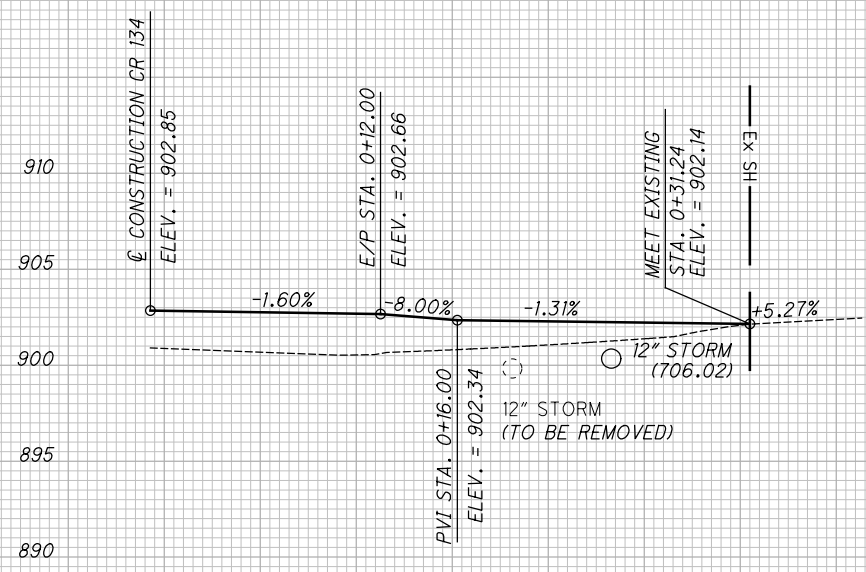 ℄ CONSTRUCTION CR 134
ELEV. = 902.85
E/P STA. 0+12.00
ELEV. = 902.66
MEET EXISTING
STA. 0+31.24
ELEV. = 902.14
Ex SH
910
905
-1.60%
-8.00%
-1.31%
+5.27%
900
12" STORM
(706.02)
PVI STA. 0+16.00
ELEV. = 902.34
12" STORM
(TO BE REMOVED)
895
890